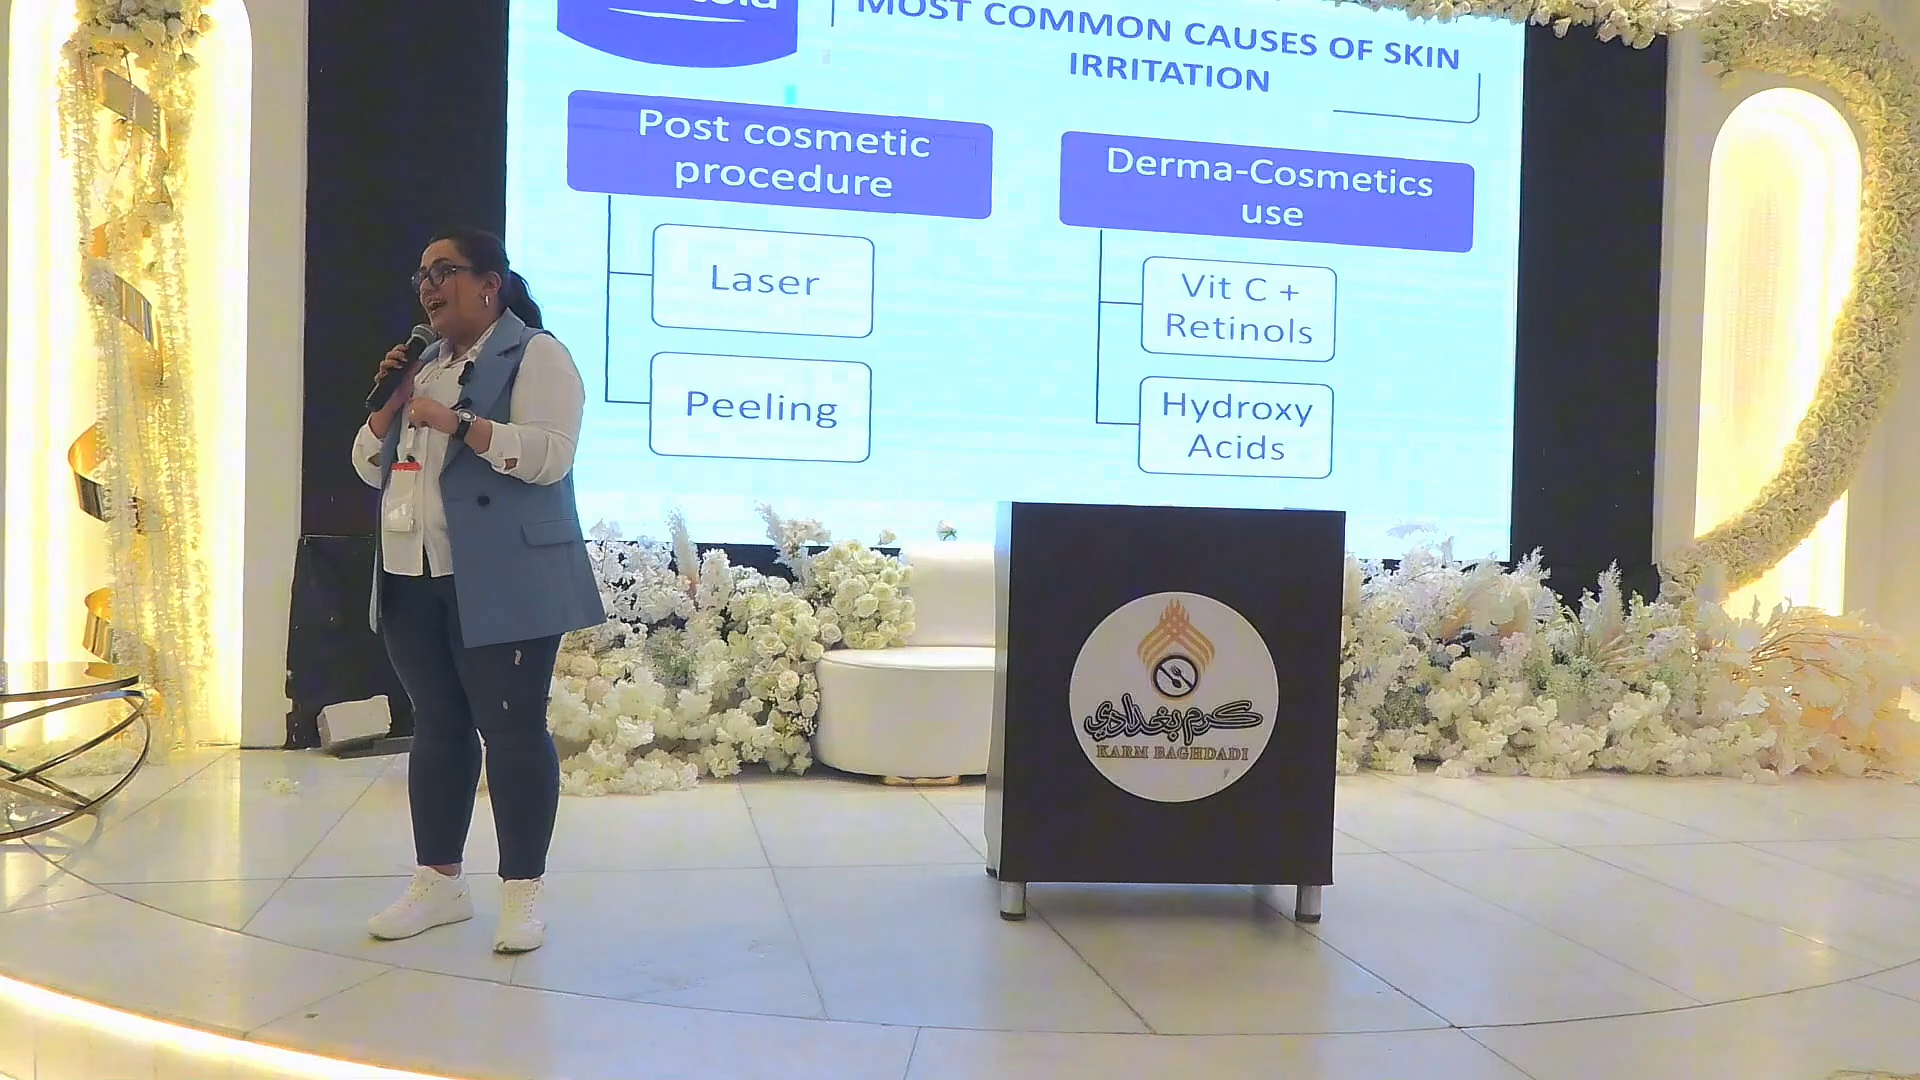 MOST COMMON CAUSES OF SKIN
IRRITATION
Post cosmetic
procedure
Laser
Peeling
Derma-Cosmetics
use
Vit C +
Retinols
Hydroxy
Acids
كرم بغدادي
KARM BAGHDADI